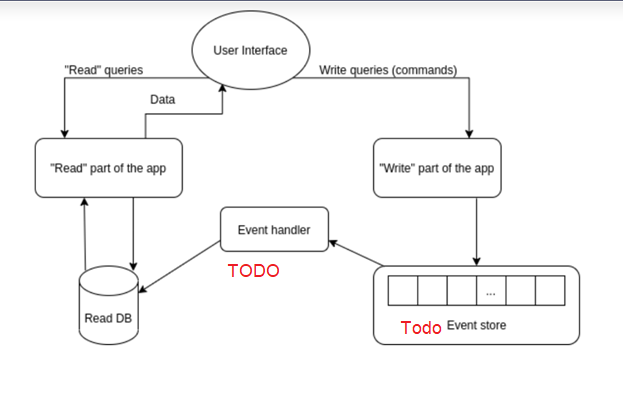 User Interface
"Read" queries
Write queries (commands)
Data
"Read" part of the app
"Write" part of the app
Event handler
TODO
...
Read DB
Todo Event store